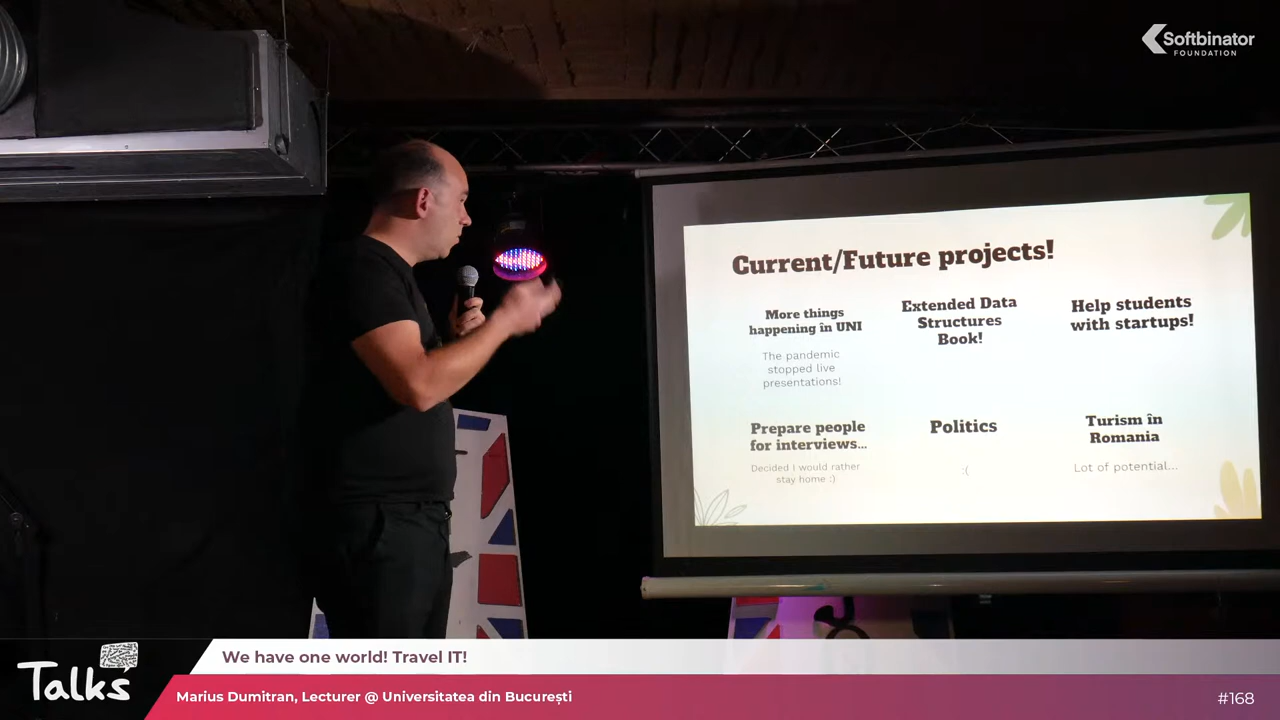 Softbinator
FOUNDATION
Current/Future projects!
More things
happening în UNI
The pandemic
stopped live
presentations!
Extended Data
Structures
Book!
Help students
with startups!
Prepare people
for interviews...
Decided I would rather
stay home :)
Politics
:(
Turism în
Romania
Lot of potential...
Talks
We have one world! Travel IT!
Marius Dumitran, Lecturer @ Universitatea din București
#168